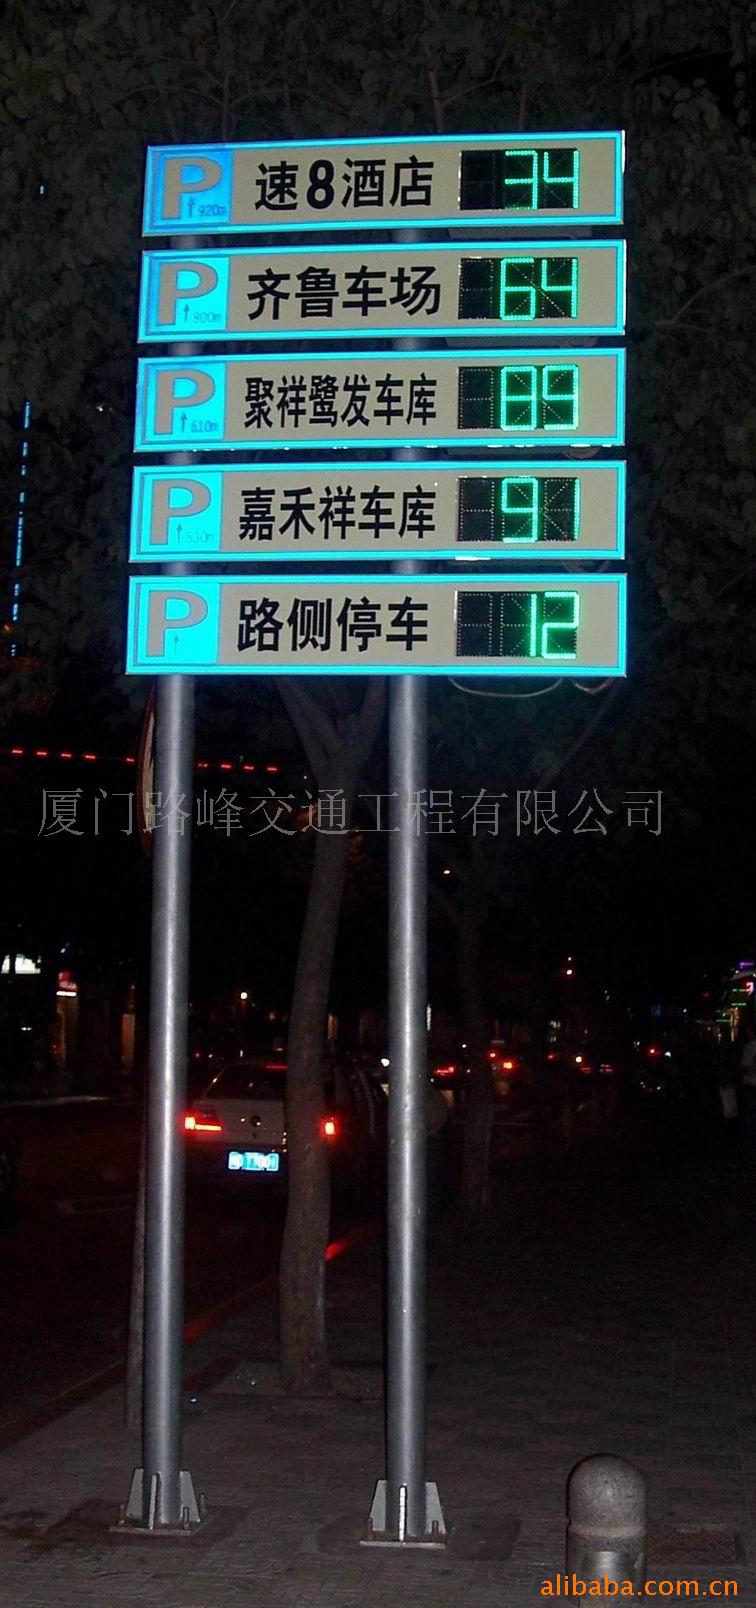 P 920m 速8酒店 34
P 800m 齐鲁车场 64
P 610m 聚祥鹭发车库 89
P 530m 嘉禾祥车库 91
P 路侧停车 12
厦门路峰交通工程有限公司
alibaba.com.cn